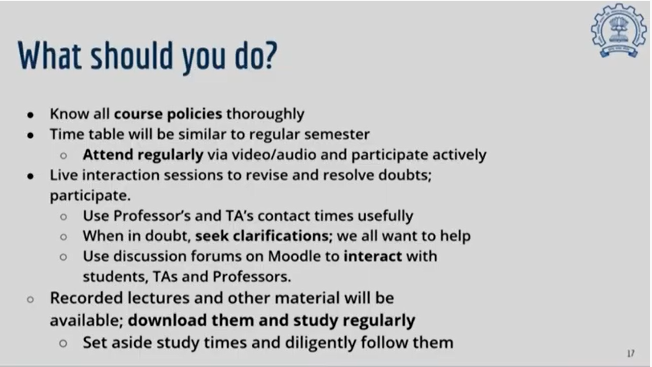 What should you do?
● Know all course policies thoroughly
● Time table will be similar to regular semester
○ Attend regularly via video/audio and participate actively
● Live interaction sessions to revise and resolve doubts;
participate.
○ Use Professor's and TA's contact times usefully
○ When in doubt, seek clarifications; we all want to help
○ Use discussion forums on Moodle to interact with
students, TAs and Professors.
○ Recorded lectures and other material will be
available; download them and study regularly
○ Set aside study times and diligently follow them
17